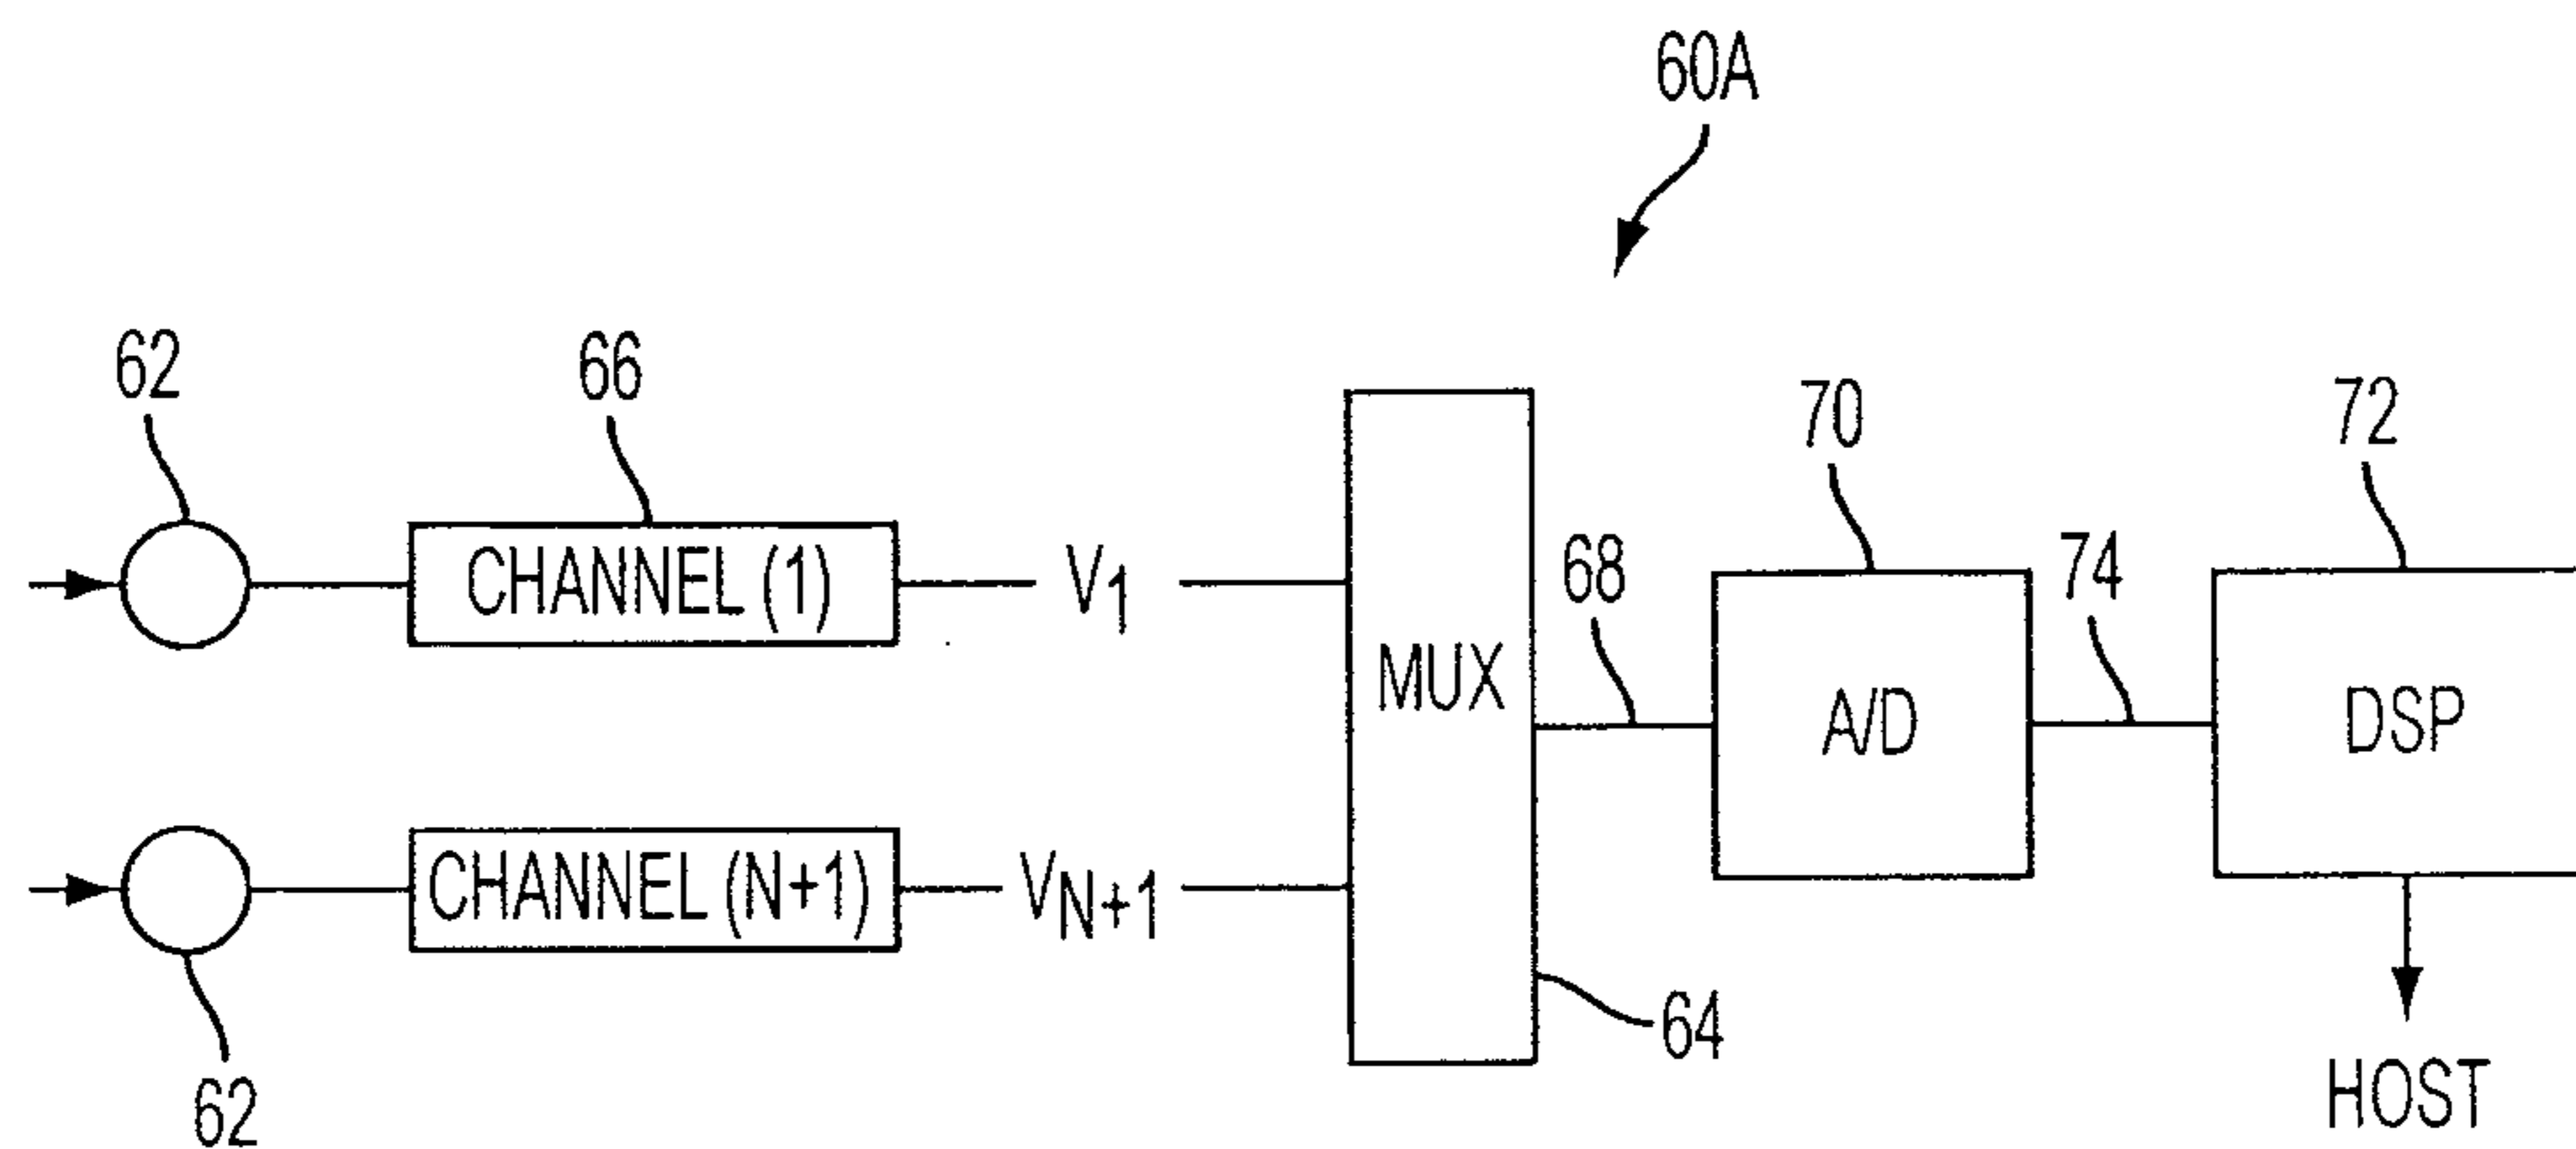 60A
62
66
70
72
68
74
CHANNEL (1)
V1
MUX
A/D
DSP
CHANNEL (N+1)
VN+1
64
62
HOST